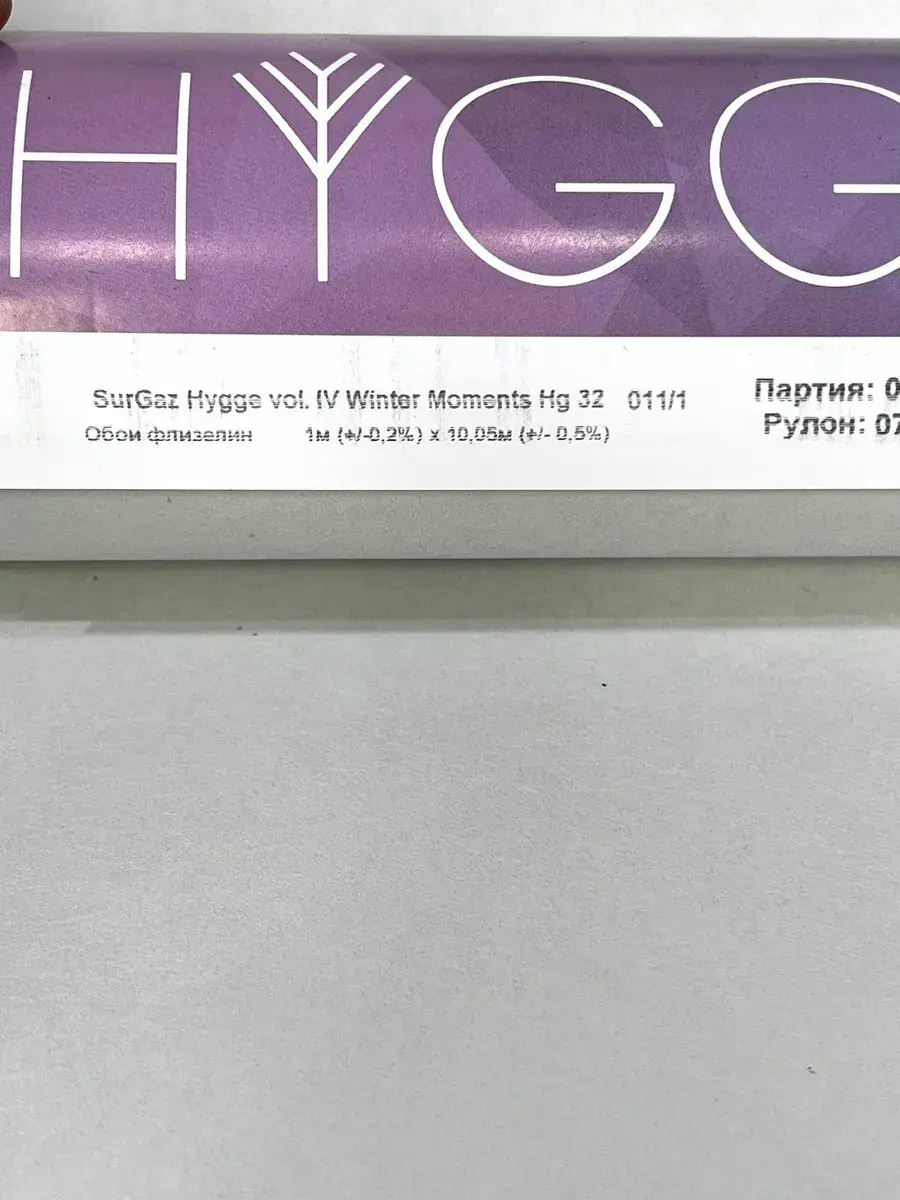 HYGG
SurGaz Hygge vol. IV Winter Moments Hg 32 011/1
Обои флизелин 1м (+/-0,2%) x 10,05м (+/- 0,5%)
Партия: 0
Рулон: 07